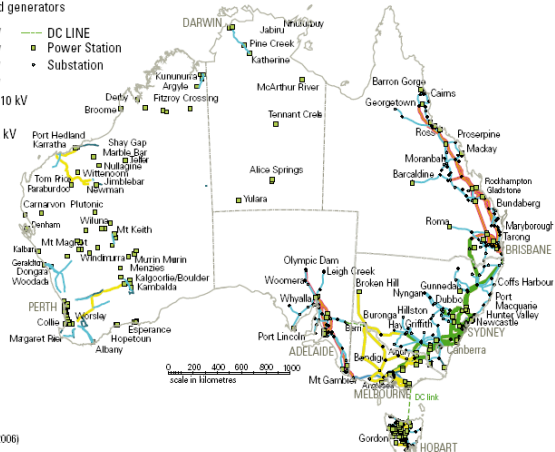 d generators
DC LINE
Power Station
Substation
10 kV
kV
DARWIN
Nhulunbuy
Jabiru
Pine Creek
Katherine
Kununurra
Argyle
McArthur River
Derby
Fitzroy Crossing
Broome
Tennant Crek
Alice Springs
Yulara
Barron Gorge
Cairns
Georgetown
Ross
Proserpine
Mackay
Moranbah
Barcaldine
Rockhampton
Gladstone
Bundaberg
Roma
Maryborough
Tarong
BRISBANE
Port Hedland
Karratha
Shay Gap
Marble Bar
Telfer
Nullagine
Wittenoom
Tom Price
Jimblebar
Paraburdoo
Newman
Carnarvon
Plutonic
Denham
Wiluna
Mt Keith
Mt Magnet
Kalbarri
Windimurra
Murrin Murrin
Geraldton
Menzies
Dongara
Kalgoorlie/Boulder
Woodada
Kambalda
PERTH
Collie
Worsley
Esperance
Hopetoun
Margaret River
Albany
Olympic Dam
Leigh Creek
Woomera
Whyalla
Port Lincoln
ADELAIDE
Mt Gambier
Broken Hill
Nyngan
Gunnedah
Coffs Harbour
Dubbo
Port
Macquarie
Hunter Valley
Hillston
Buronga
Newcastle
Hay
Griffith
SYDNEY
Canberra
Bendigo
MELBOURNE
DC link
0 200 400 600 800 1000
scale in kilometres
Gordon
HOBART
2006)